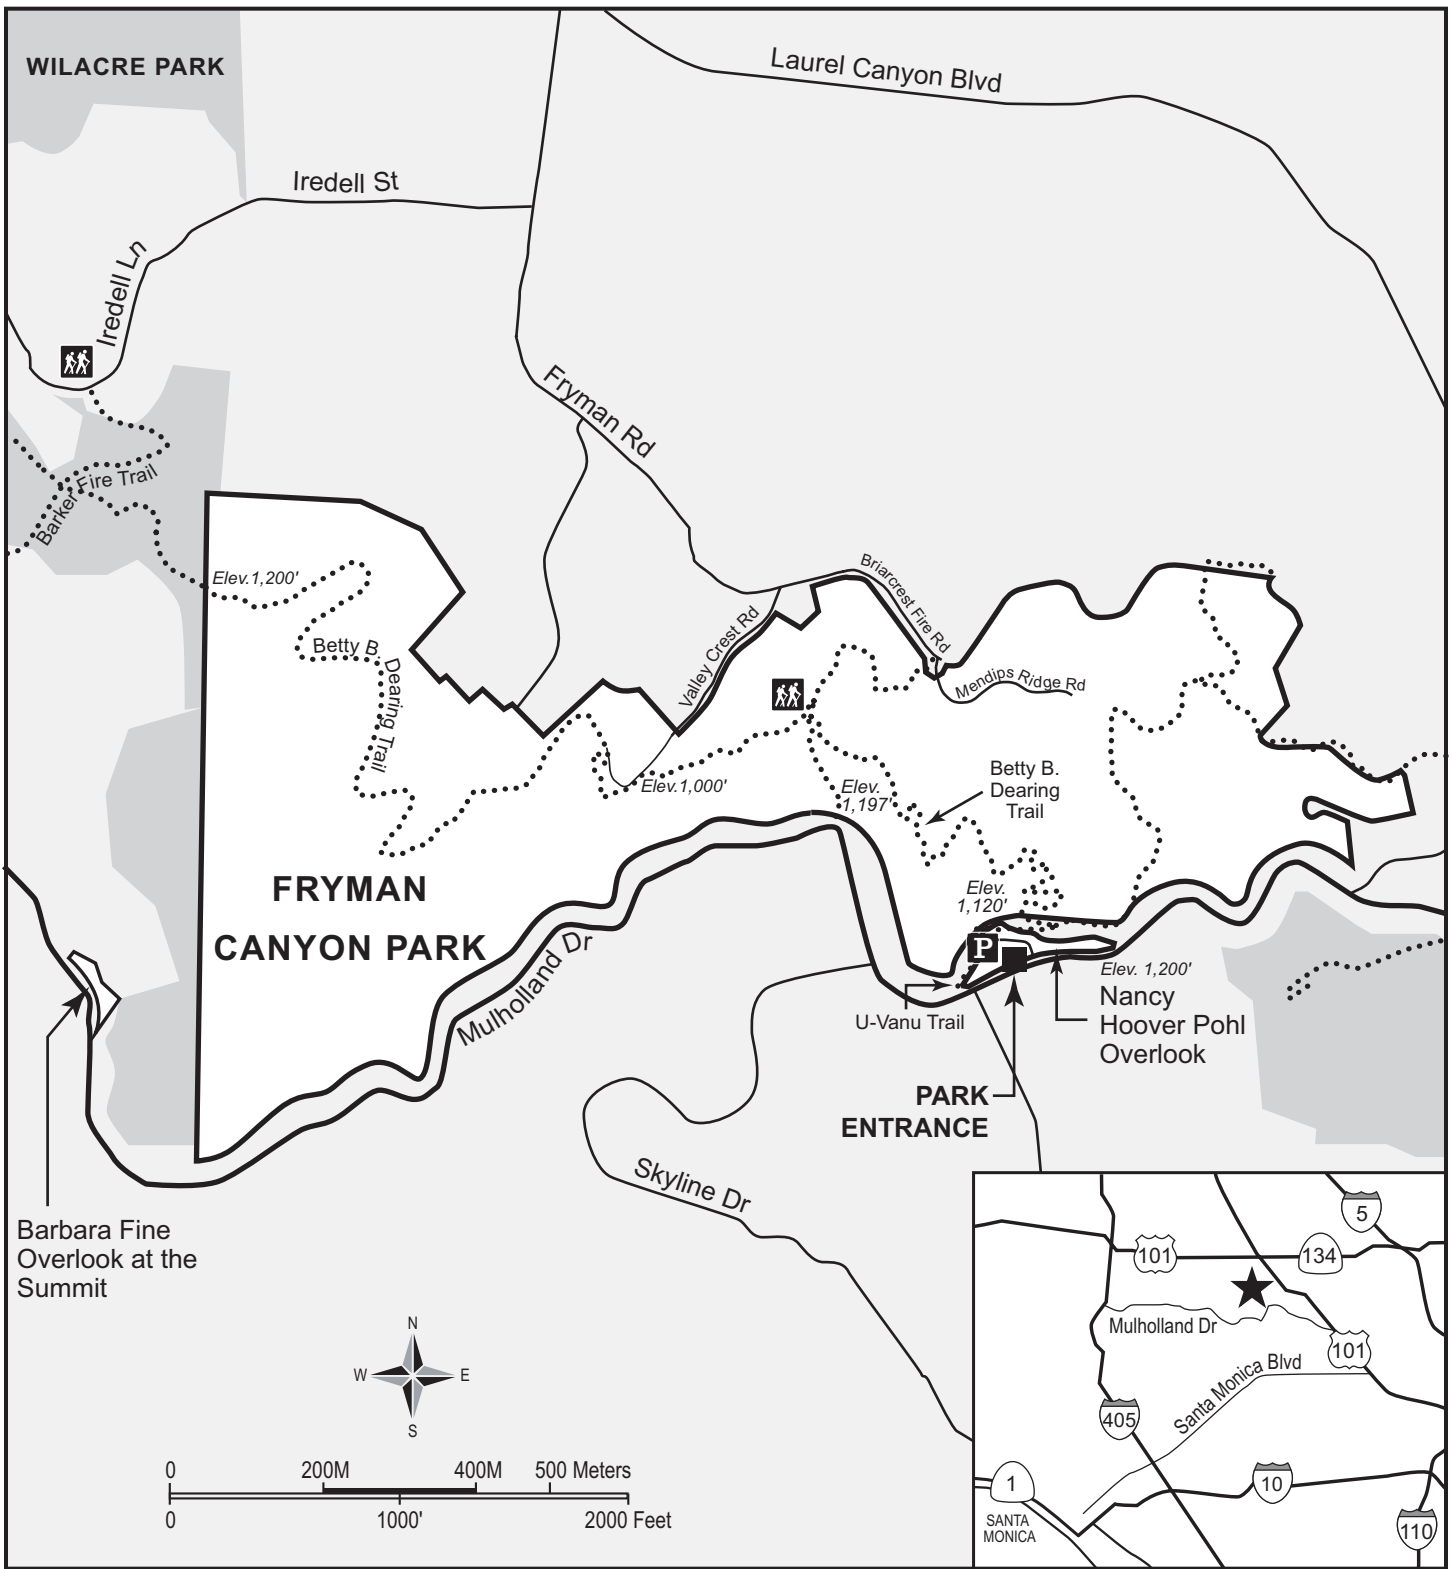 WILACRE PARK
Laurel Canyon Blvd
Iredell St
Iredell Ln
Fryman Rd
Barker Fire Trail
Elev.1,200'
Betty B.
Dearing Trail
Valley Crest Rd
Briarcrest Fire Rd
Mendips Ridge Rd
Elev.1,000'
Elev.
1,197'
Betty B.
Dearing
Trail
FRYMAN
CANYON PARK
Elev.
1,120'
P
Mulholland Dr
U-Vanu Trail
Elev. 1,200'
Nancy
Hoover Pohl
Overlook
PARK
ENTRANCE
Skyline Dr
Barbara Fine
Overlook at the
Summit
N
W
E
S
0
200M
400M
500 Meters
0
1000'
2000 Feet
5
101
134
Mulholland Dr
101
Santa Monica Blvd
405
1
10
SANTA
MONICA
110